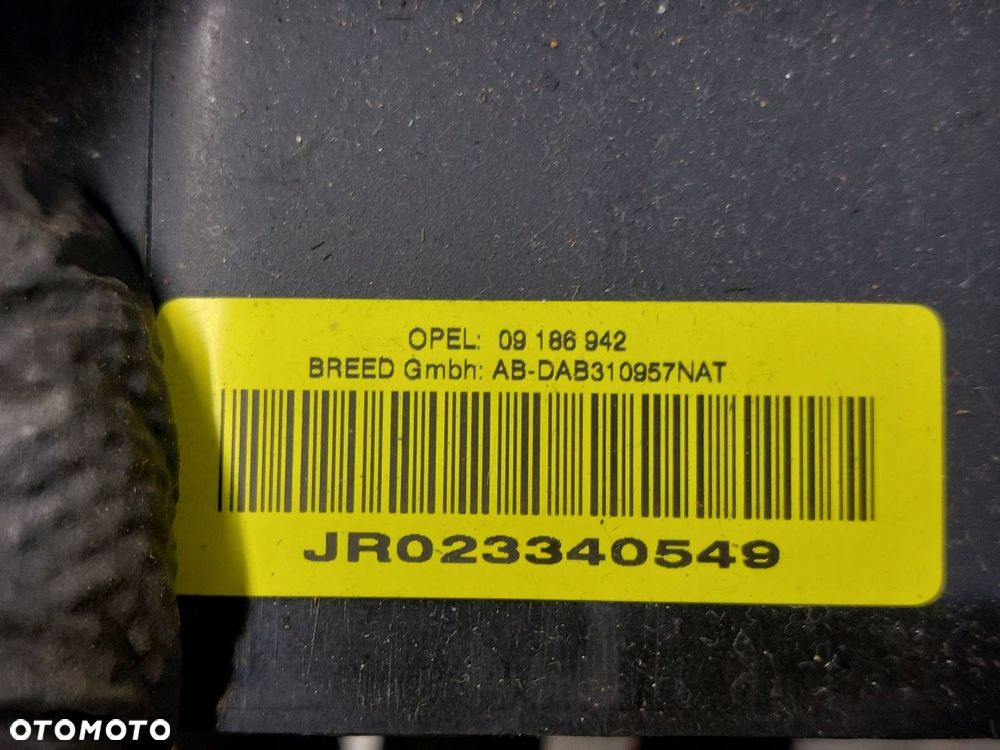 OPEL: 09 186 942
BREED Gmbh: AB-DAB310957NAT
JR023340549
OTOMOTO